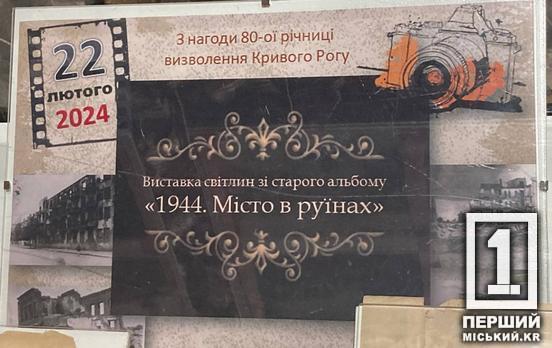 22
ЛЮТОГО
2024
З нагоди 80-ої річниці
визволення Кривого Рогу
Виставка світлин зі старого альбому
«1944. Місто в руїнах»
1
ПЕРШИЙ
МІСЬКИЙ.KR